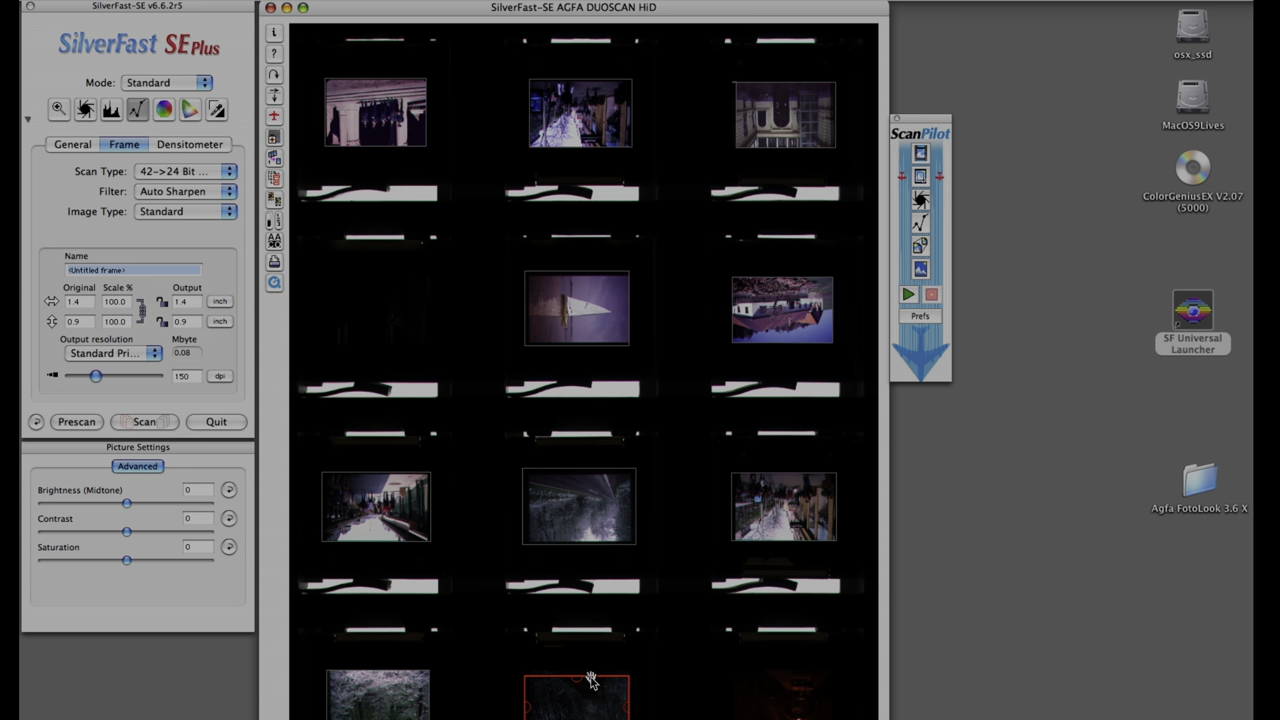 SilverFast-SE v6.6.2r5
SilverFast SE Plus
Mode: Standard
General Frame Densitometer
Scan Type: 42->24 Bit ...
Filter: Auto Sharpen
Image Type: Standard
Name
<Untitled frame>
Original Scale % Output
1.4 100.0 1.4 inch
0.9 100.0 0.9 inch
Output resolution Mbyte
Standard Pri... 0.08
150 dpi
Prescan Scan Quit
Picture Settings
Advanced
Brightness (Midtone) 0
Contrast 0
Saturation 0
SilverFast-SE AGFA DUOSCAN HiD
i
?
ScanPilot
Prefs
osx_ssd
MacOS9Lives
ColorGeniusEX V2.07
(5000)
SF Universal
Launcher
Agfa FotoLook 3.6 X